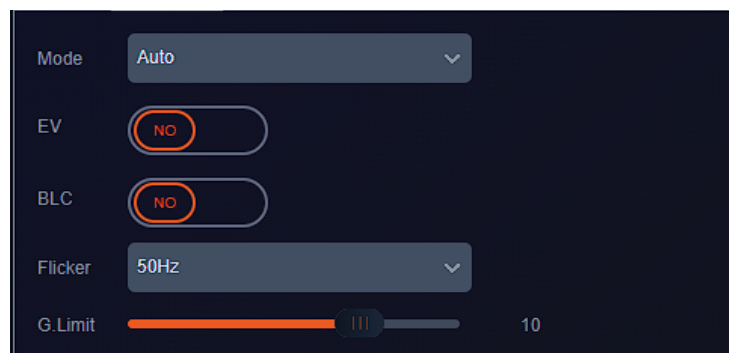 Mode Auto
EV NO
BLC NO
Flicker 50Hz
G.Limit 10